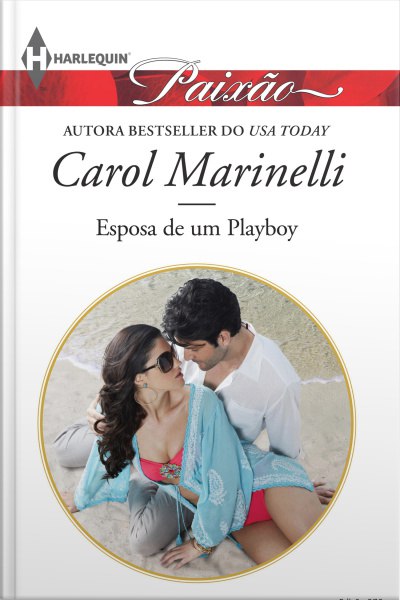 HARLEQUIN
Paixão
AUTORA BESTSELLER DO USA TODAY
Carol Marinelli
Esposa de um Playboy